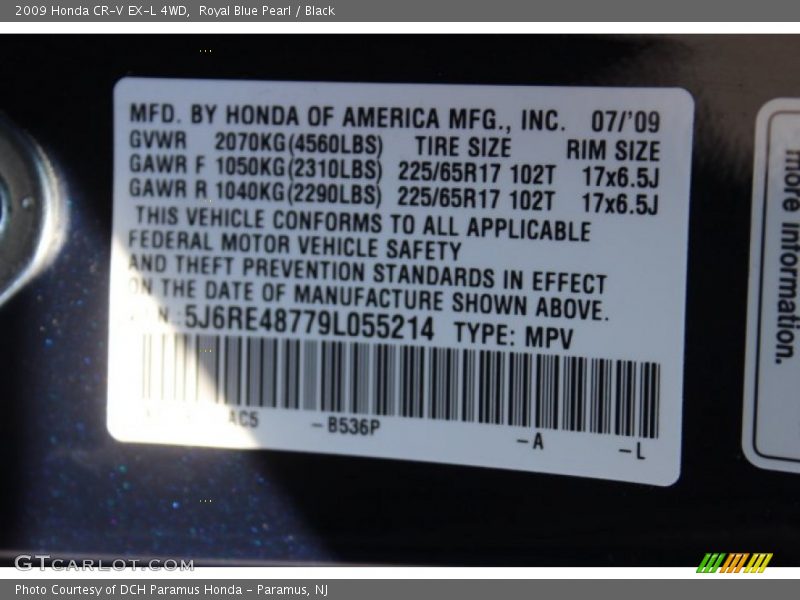 2009 Honda CR-V EX-L 4WD,  Royal Blue Pearl / Black
MFD. BY HONDA OF AMERICA MFG., INC. 07/'09
GVWR 2070KG(4560LBS) TIRE SIZE RIM SIZE
GAWR F 1050KG(2310LBS) 225/65R17 102T 17x6.5J
GAWR R 1040KG(2290LBS) 225/65R17 102T 17x6.5J
THIS VEHICLE CONFORMS TO ALL APPLICABLE
FEDERAL MOTOR VEHICLE SAFETY
AND THEFT PREVENTION STANDARDS IN EFFECT
ON THE DATE OF MANUFACTURE SHOWN ABOVE.
5J6RE48779L055214 TYPE: MPV
AC5 -B536P -A -L
more information.
GTCARLOT.COM
Photo Courtesy of DCH Paramus Honda - Paramus, NJ